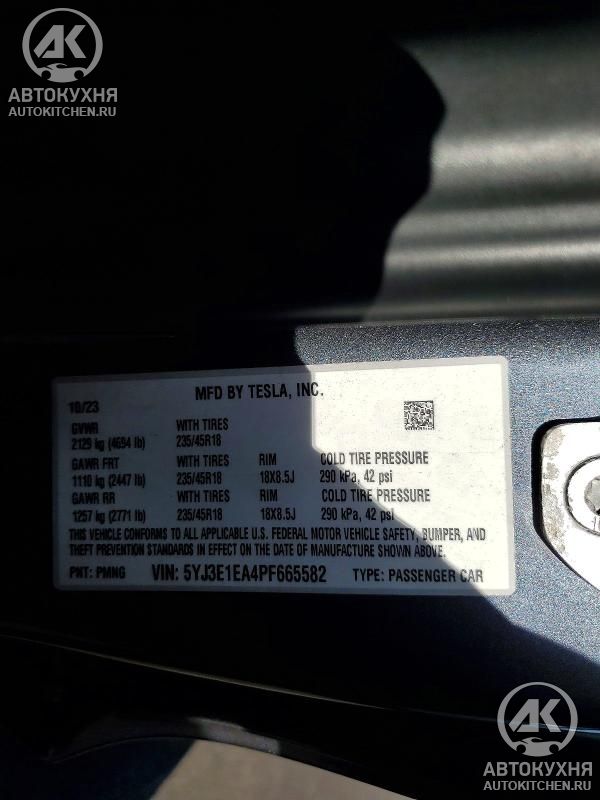 АК
АВТОКУХНЯ
AUTOKITCHEN.RU
MFD BY TESLA, INC.
10/23
GVWR WITH TIRES
2129 kg (4694 lb) 235/45R18
GAWR FRT WITH TIRES RIM COLD TIRE PRESSURE
1110 kg (2447 lb) 235/45R18 18X8.5J 290 kPa, 42 psi
GAWR RR WITH TIRES RIM COLD TIRE PRESSURE
1257 kg (2771 lb) 235/45R18 18X8.5J 290 kPa, 42 psi
THIS VEHICLE CONFORMS TO ALL APPLICABLE U.S. FEDERAL MOTOR VEHICLE SAFETY, BUMPER, AND
THEFT PREVENTION STANDARDS IN EFFECT ON THE DATE OF MANUFACTURE SHOWN ABOVE.
PNT: PMNG VIN: 5YJ3E1EA4PF665582 TYPE: PASSENGER CAR
АК
АВТОКУХНЯ
AUTOKITCHEN.RU